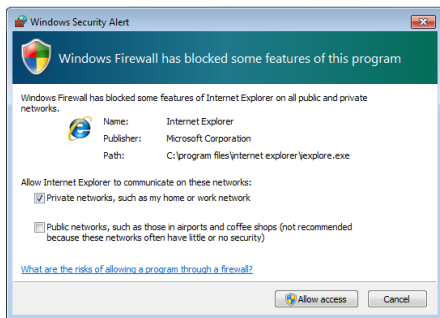 Windows Security Alert
Windows Firewall has blocked some features of this program
Windows Firewall has blocked some features of Internet Explorer on all public and private
networks.
Name: Internet Explorer
Publisher: Microsoft Corporation
Path: C:\program files\internet explorer\iexplore.exe
Allow Internet Explorer to communicate on these networks:
Private networks, such as my home or work network
Public networks, such as those in airports and coffee shops (not recommended
because these networks often have little or no security)
What are the risks of allowing a program through a firewall?
Allow access Cancel